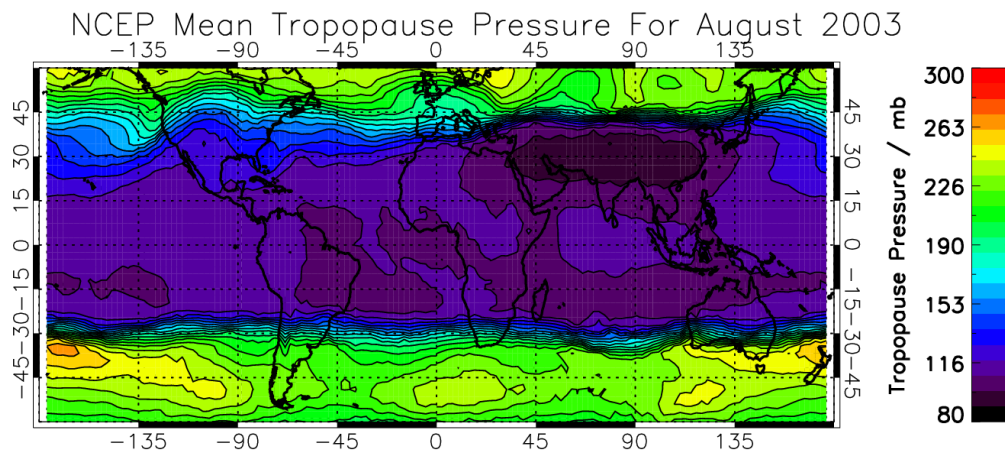 NCEP Mean Tropopause Pressure For August 2003
−135 −90 −45 0 45 90 135
45 30 15 0 −15 −30 −45
45 30 15 0 −15 −30−45
−135 −90 −45 0 45 90 135
300
263
226
190
153
116
80
Tropopause Pressure / mb